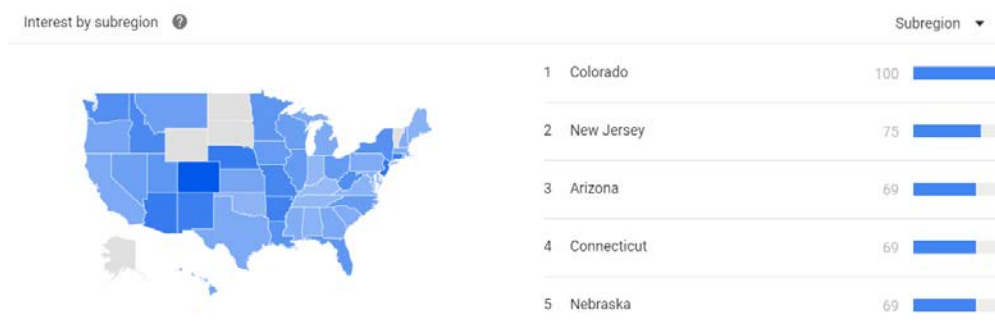 Interest by subregion ?
Subregion
1 Colorado 100
2 New Jersey 75
3 Arizona 69
4 Connecticut 69
5 Nebraska 69